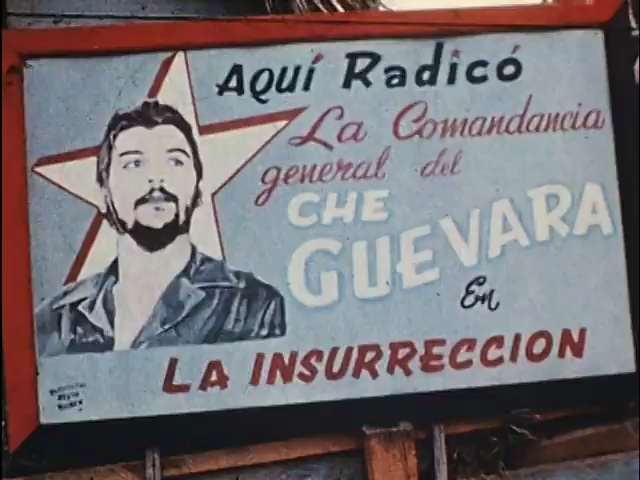 AQUÍ RADICÓ
La Comandancia
general del
CHE
GUEVARA
En
LA INSURRECCION